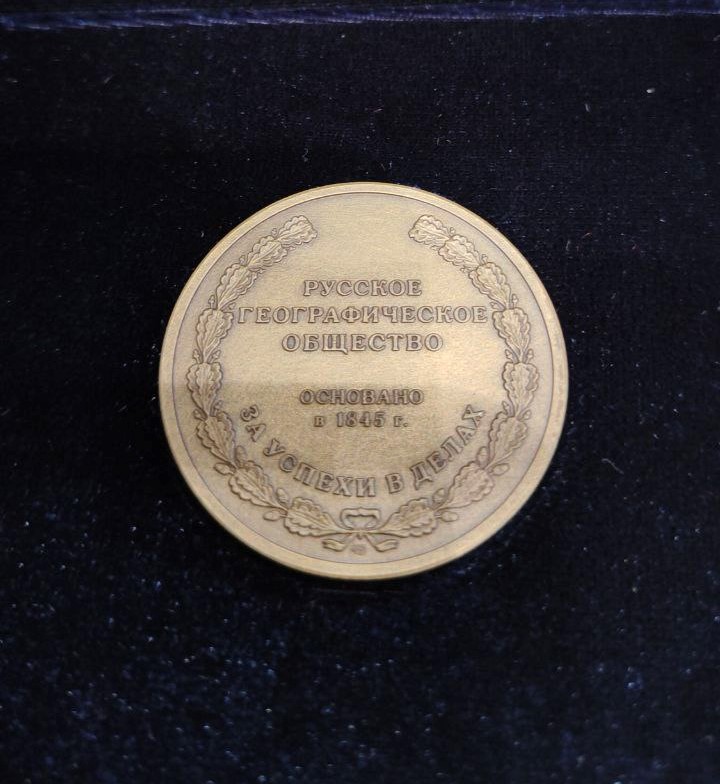 РУССКОЕ
ГЕОГРАФИЧЕСКОЕ
ОБЩЕСТВО
ОСНОВАНО
в 1845 г.
ЗА УСПЕХИ В ДЕЛАХ